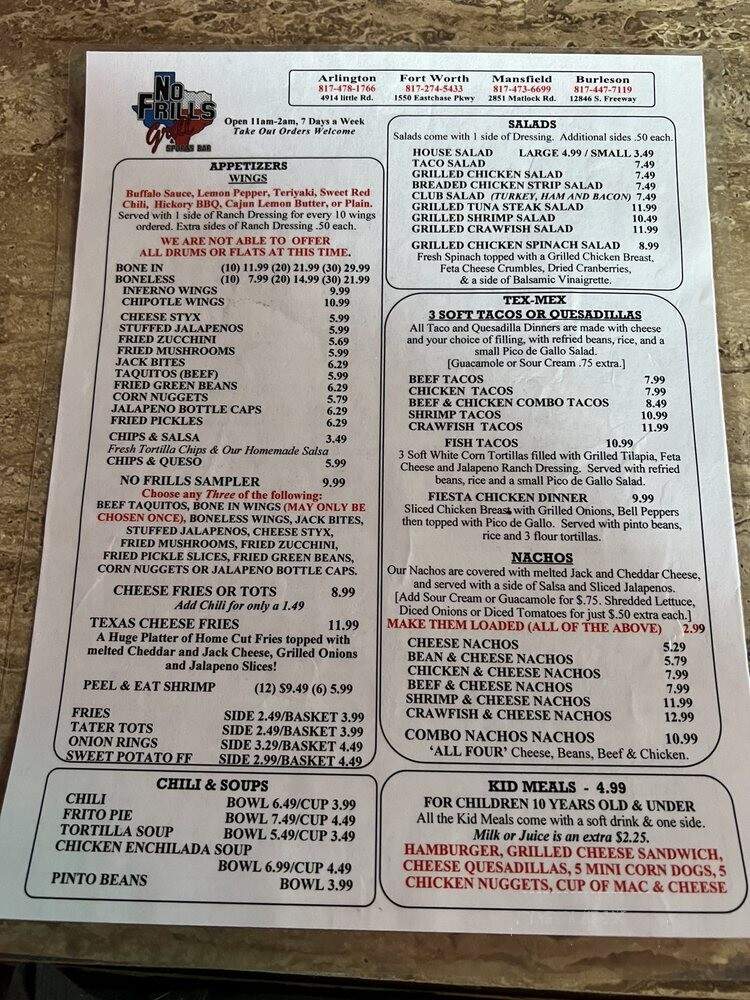 NO
FRILLS
Grill
SPORTS BAR
Open 11am-2am, 7 Days a Week
Take Out Orders Welcome
Arlington Fort Worth Mansfield Burleson
817-478-1766 817-274-5433 817-473-6699 817-447-7119
4914 little Rd. 1550 Eastchase Pkwy 2851 Matlock Rd. 12846 S. Freeway
APPETIZERS
WINGS
Buffalo Sauce, Lemon Pepper, Teriyaki, Sweet Red
Chili, Hickory BBQ, Cajun Lemon Butter, or Plain.
Served with 1 side of Ranch Dressing for every 10 wings
ordered. Extra sides of Ranch Dressing .50 each.
WE ARE NOT ABLE TO OFFER
ALL DRUMS OR FLATS AT THIS TIME.
BONE IN (10) 11.99 (20) 21.99 (30) 29.99
BONELESS (10) 7.99 (20) 14.99 (30) 21.99
INFERNO WINGS 9.99
CHIPOTLE WINGS 10.99
CHEESE STYX 5.99
STUFFED JALAPENOS 5.99
FRIED ZUCCHINI 5.69
FRIED MUSHROOMS 5.99
JACK BITES 6.29
TAQUITOS (BEEF) 5.99
FRIED GREEN BEANS 6.29
CORN NUGGETS 5.79
JALAPENO BOTTLE CAPS 6.29
FRIED PICKLES 6.29
CHIPS & SALSA 3.49
Fresh Tortilla Chips & Our Homemade Salsa
CHIPS & QUESO 5.99
NO FRILLS SAMPLER 9.99
Choose any Three of the following:
BEEF TAQUITOS, BONE IN WINGS (MAY ONLY BE
CHOSEN ONCE), BONELESS WINGS, JACK BITES,
STUFFED JALAPENOS, CHEESE STYX,
FRIED MUSHROOMS, FRIED ZUCCHINI,
FRIED PICKLE SLICES, FRIED GREEN BEANS,
CORN NUGGETS OR JALAPENO BOTTLE CAPS.
CHEESE FRIES OR TOTS 8.99
Add Chili for only a 1.49
TEXAS CHEESE FRIES 11.99
A Huge Platter of Home Cut Fries topped with
melted Cheddar and Jack Cheese, Grilled Onions
and Jalapeno Slices!
PEEL & EAT SHRIMP (12) $9.49 (6) 5.99
FRIES SIDE 2.49/BASKET 3.99
TATER TOTS SIDE 2.49/BASKET 3.99
ONION RINGS SIDE 3.29/BASKET 4.49
SWEET POTATO FF SIDE 2.99/BASKET 4.49
CHILI & SOUPS
CHILI BOWL 6.49/CUP 3.99
FRITO PIE BOWL 7.49/CUP 4.49
TORTILLA SOUP BOWL 5.49/CUP 3.49
CHICKEN ENCHILADA SOUP
BOWL 6.99/CUP 4.49
PINTO BEANS BOWL 3.99
SALADS
Salads come with 1 side of Dressing. Additional sides .50 each.
HOUSE SALAD LARGE 4.99 / SMALL 3.49
TACO SALAD 7.49
GRILLED CHICKEN SALAD 7.49
BREADED CHICKEN STRIP SALAD 7.49
CLUB SALAD (TURKEY, HAM AND BACON) 7.49
GRILLED TUNA STEAK SALAD 11.99
GRILLED SHRIMP SALAD 10.49
GRILLED CRAWFISH SALAD 11.99
GRILLED CHICKEN SPINACH SALAD 8.99
Fresh Spinach topped with a Grilled Chicken Breast,
Feta Cheese Crumbles, Dried Cranberries,
& a side of Balsamic Vinaigrette.
TEX-MEX
3 SOFT TACOS OR QUESADILLAS
All Taco and Quesadilla Dinners are made with cheese
and your choice of filling, with refried beans, rice, and a
small Pico de Gallo Salad.
[Guacamole or Sour Cream .75 extra.]
BEEF TACOS 7.99
CHICKEN TACOS 7.99
BEEF & CHICKEN COMBO TACOS 8.49
SHRIMP TACOS 10.99
CRAWFISH TACOS 11.99
FISH TACOS 10.99
3 Soft White Corn Tortillas filled with Grilled Tilapia, Feta
Cheese and Jalapeno Ranch Dressing. Served with refried
beans, rice and a small Pico de Gallo Salad.
FIESTA CHICKEN DINNER 9.99
Sliced Chicken Breast with Grilled Onions, Bell Peppers
then topped with Pico de Gallo. Served with pinto beans,
rice and 3 flour tortillas.
NACHOS
Our Nachos are covered with melted Jack and Cheddar Cheese,
and served with a side of Salsa and Sliced Jalapenos.
[Add Sour Cream or Guacamole for $.75. Shredded Lettuce,
Diced Onions or Diced Tomatoes for just $.50 extra each.]
MAKE THEM LOADED (ALL OF THE ABOVE) 2.99
CHEESE NACHOS 5.29
BEAN & CHEESE NACHOS 5.79
CHICKEN & CHEESE NACHOS 7.99
BEEF & CHEESE NACHOS 7.99
SHRIMP & CHEESE NACHOS 11.99
CRAWFISH & CHEESE NACHOS 12.99
COMBO NACHOS NACHOS 10.99
'ALL FOUR' Cheese, Beans, Beef & Chicken.
KID MEALS - 4.99
FOR CHILDREN 10 YEARS OLD & UNDER
All the Kid Meals come with a soft drink & one side.
Milk or Juice is an extra $2.25.
HAMBURGER, GRILLED CHEESE SANDWICH,
CHEESE QUESADILLAS, 5 MINI CORN DOGS, 5
CHICKEN NUGGETS, CUP OF MAC & CHEESE